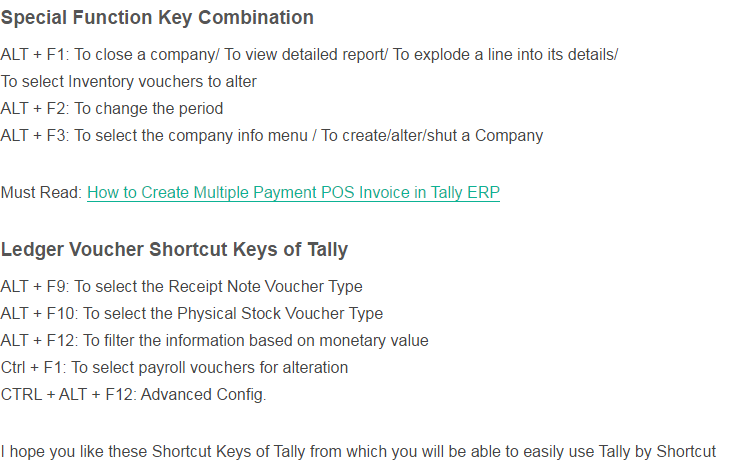 Special Function Key Combination
ALT + F1: To close a company/ To view detailed report/ To explode a line into its details/
To select Inventory vouchers to alter
ALT + F2: To change the period
ALT + F3: To select the company info menu / To create/alter/shut a Company
Must Read: How to Create Multiple Payment POS Invoice in Tally ERP
Ledger Voucher Shortcut Keys of Tally
ALT + F9: To select the Receipt Note Voucher Type
ALT + F10: To select the Physical Stock Voucher Type
ALT + F12: To filter the information based on monetary value
Ctrl + F1: To select payroll vouchers for alteration
CTRL + ALT + F12: Advanced Config.
I hope you like these Shortcut Keys of Tally from which you will be able to easily use Tally by Shortcut